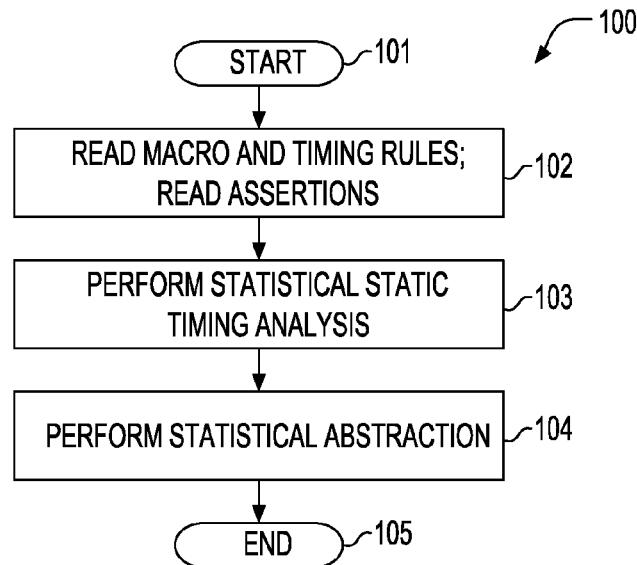 100
START
101
READ MACRO AND TIMING RULES;
READ ASSERTIONS
102
PERFORM STATISTICAL STATIC
TIMING ANALYSIS
103
PERFORM STATISTICAL ABSTRACTION
104
END
105